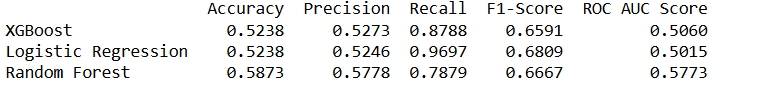 Accuracy Precision Recall F1-Score ROC AUC Score
XGBoost 0.5238 0.5273 0.8788 0.6591 0.5060
Logistic Regression 0.5238 0.5246 0.9697 0.6809 0.5015
Random Forest 0.5873 0.5778 0.7879 0.6667 0.5773